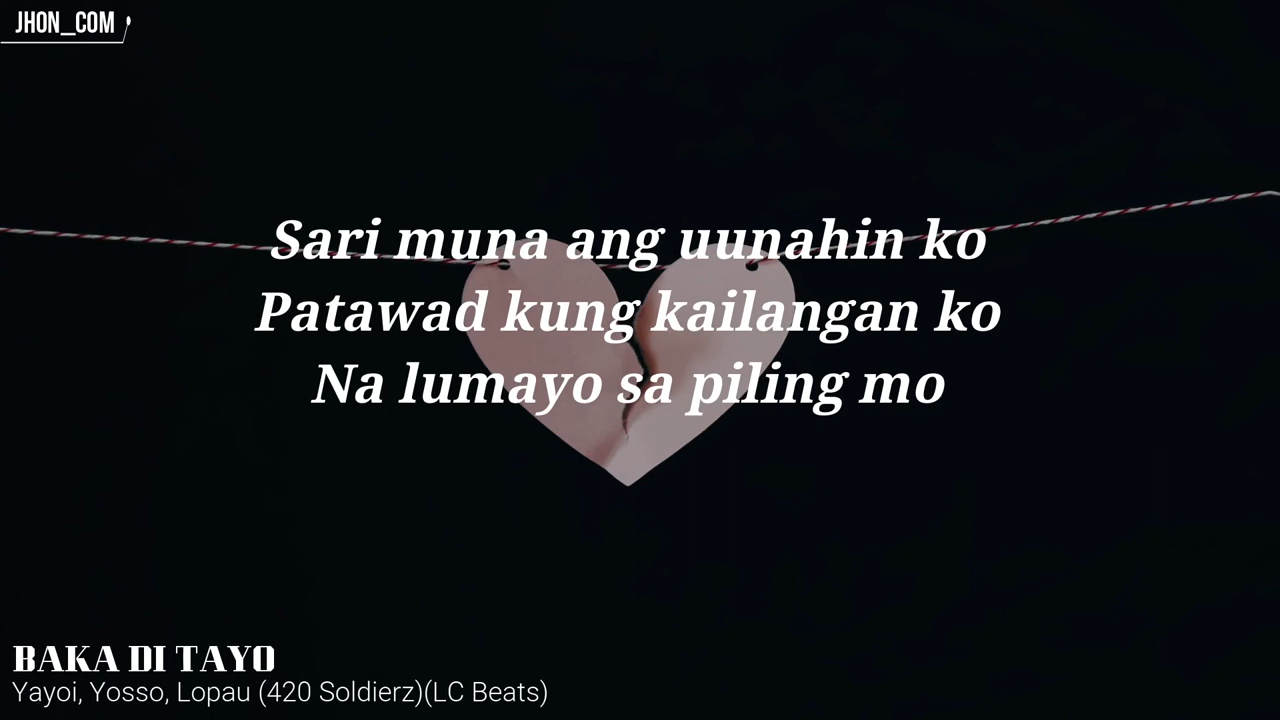 JHON_COM
Sari muna ang uunahin ko
Patawad kung kailangan ko
Na lumayo sa piling mo
BAKA DI TAYO
Yayoi, Yosso, Lopau (420 Soldierz)(LC Beats)